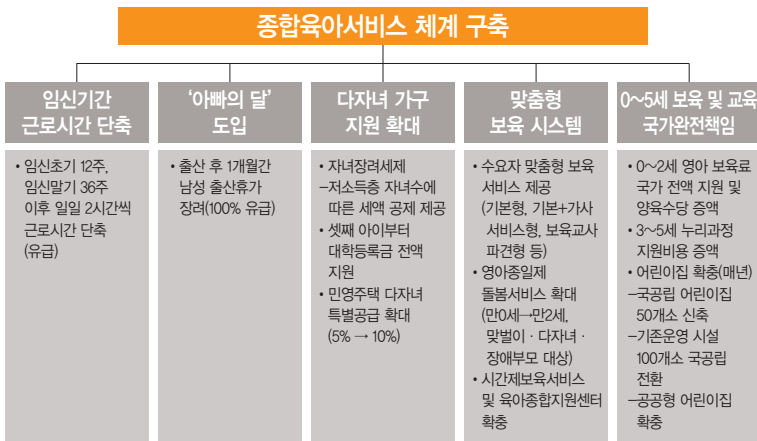 종합육아서비스 체계 구축
임신기간
근로시간 단축
• 임신초기 12주,
임신말기 36주
이후 일일 2시간씩
근로시간 단축
(유급)
'아빠의 달'
도입
• 출산 후 1개월간
남성 출산휴가
장려(100% 유급)
다자녀 가구
지원 확대
• 자녀장려세제
–저소득층 자녀수에
따른 세액 공제 제공
• 셋째 아이부터
대학등록금 전액
지원
• 민영주택 다자녀
특별공급 확대
(5% → 10%)
맞춤형
보육 시스템
• 수요자 맞춤형 보육
서비스 제공
(기본형, 기본+가사
서비스형, 보육교사
파견형 등)
• 영아종일제
돌봄서비스 확대
(만0세→만2세,
맞벌이 · 다자녀 ·
장애부모 대상)
• 시간제보육서비스
및 육아종합지원센터
확충
0~5세 보육 및 교육
국가완전책임
• 0~2세 영아 보육료
국가 전액 지원 및
양육수당 증액
• 3~5세 누리과정
지원비용 증액
• 어린이집 확충(매년)
–국공립 어린이집
50개소 신축
–기존운영 시설
100개소 국공립
전환
–공공형 어린이집
확충